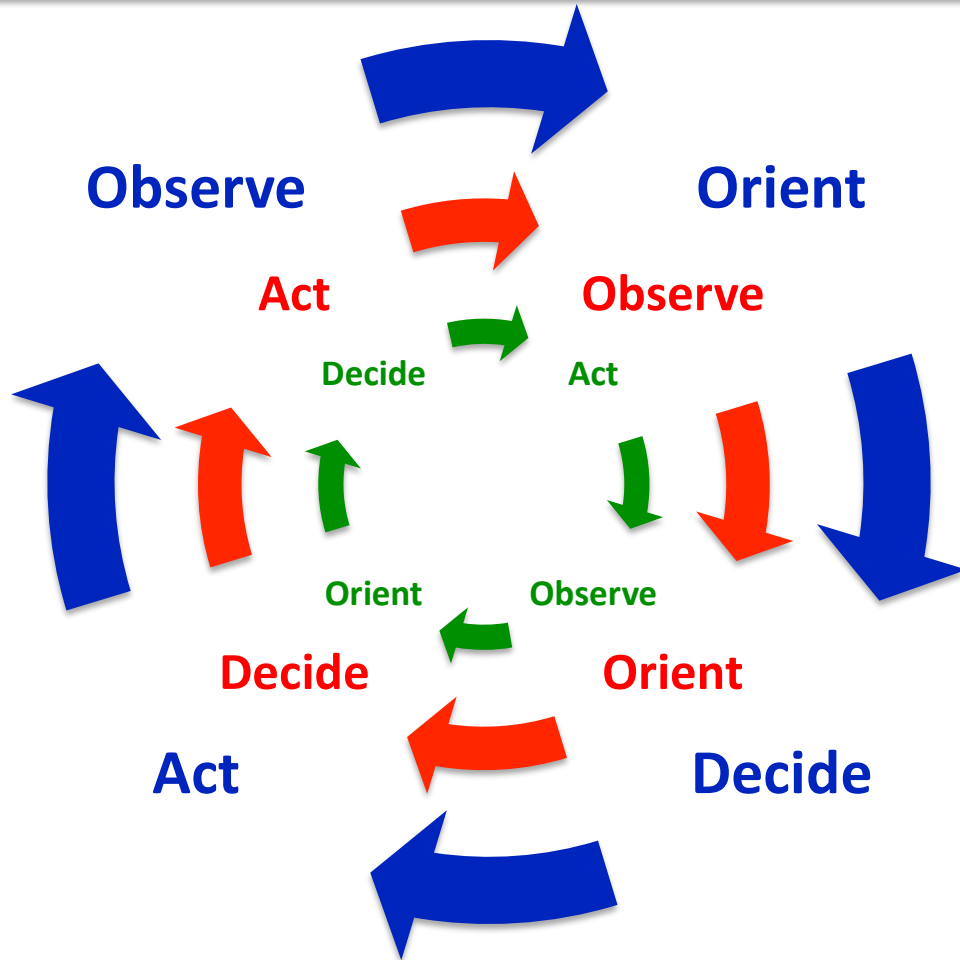 Observe
Orient
Act
Observe
Decide
Act
Orient
Observe
Decide
Orient
Act
Decide